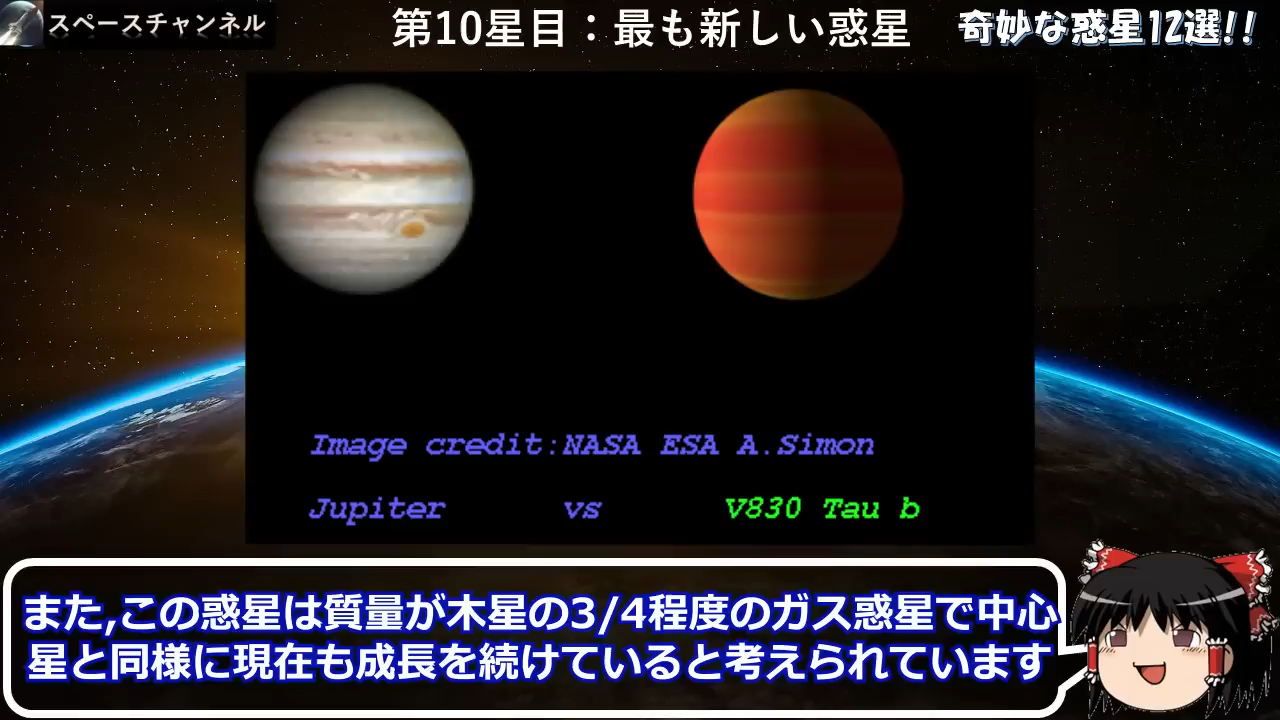 スペースチャンネル
第10星目：最も新しい惑星
奇妙な惑星12選!!
Image credit:NASA ESA A.Simon
Jupiter vs V830 Tau b
また,この惑星は質量が木星の3/4程度のガス惑星で中心
星と同様に現在も成長を続けていると考えられています